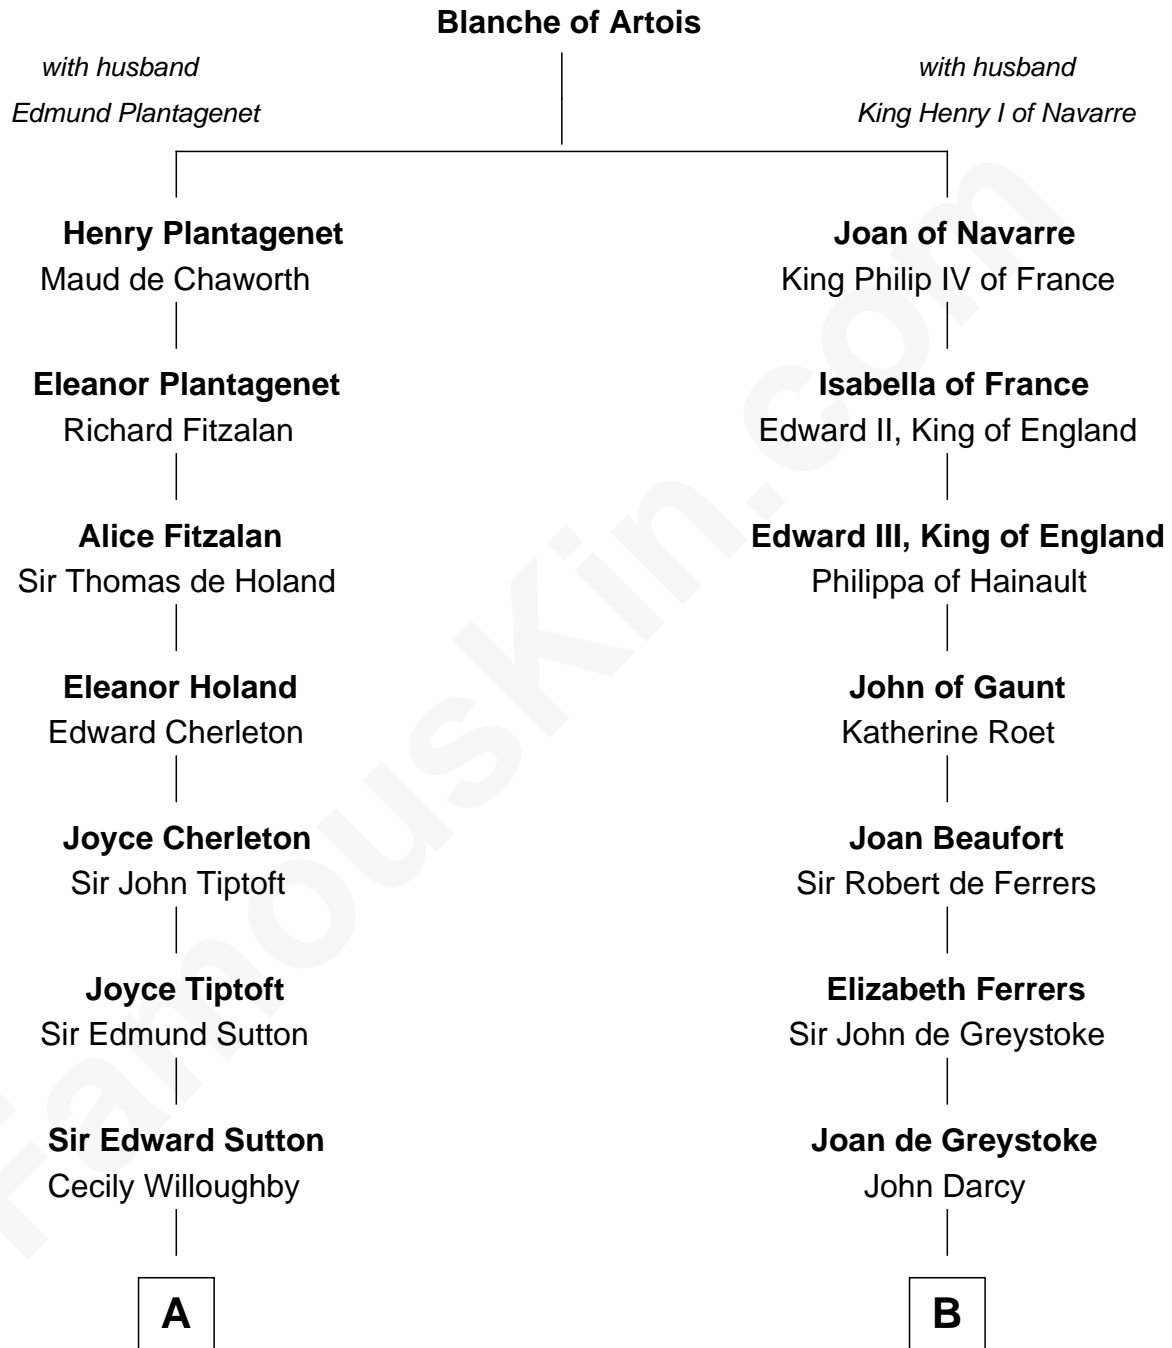 Blanche of Artois
with husband
Edmund Plantagenet
with husband
King Henry I of Navarre
Henry Plantagenet
Maud de Chaworth
Joan of Navarre
King Philip IV of France
Eleanor Plantagenet
Richard Fitzalan
Isabella of France
Edward II, King of England
Alice Fitzalan
Sir Thomas de Holand
Edward III, King of England
Philippa of Hainault
Eleanor Holand
Edward Cherleton
John of Gaunt
Katherine Roet
Joyce Cherleton
Sir John Tiptoft
Joan Beaufort
Sir Robert de Ferrers
Joyce Tiptoft
Sir Edmund Sutton
Elizabeth Ferrers
Sir John de Greystoke
Sir Edward Sutton
Cecily Willoughby
Joan de Greystoke
John Darcy
A
B
FamousKin.com